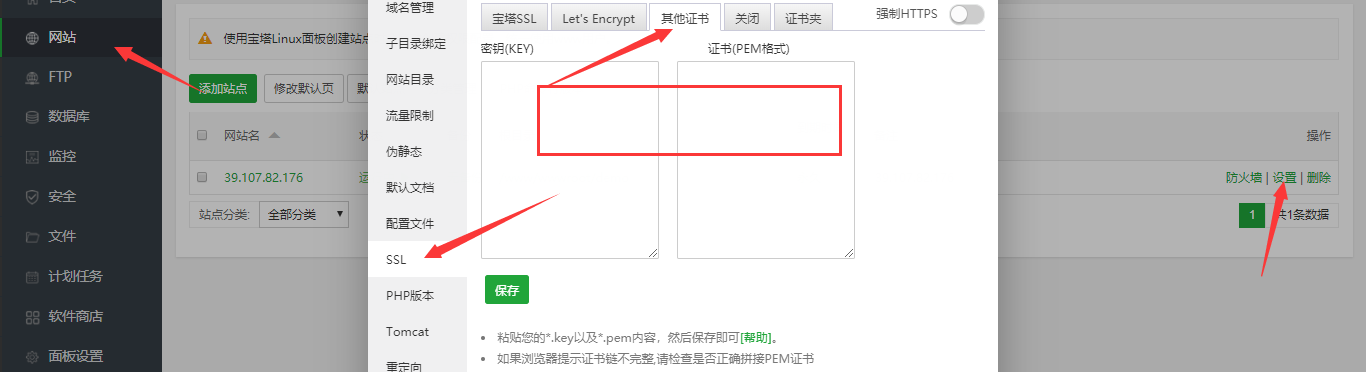 首页
网站
FTP
数据库
监控
安全
文件
计划任务
软件商店
面板设置
使用宝塔Linux面板创建站点
添加站点
修改默认页
默
网站名
状
操作
39.107.82.176
运
防火墙 | 设置 | 删除
站点分类:
全部分类
1
共1条数据
域名管理
子目录绑定
网站目录
流量限制
伪静态
默认文档
配置文件
SSL
PHP版本
Tomcat
重定向
宝塔SSL
Let's Encrypt
其他证书
关闭
证书夹
强制HTTPS
密钥(KEY)
证书(PEM格式)
保存
粘贴您的*.key以及*.pem内容，然后保存即可[帮助]。
如果浏览器提示证书链不完整,请检查是否正确拼接PEM证书